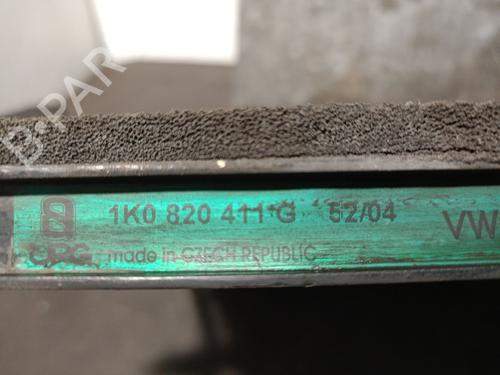 B-PARTS
1K0 820 411 G 52/04 VW
made in CZECH REPUBLIC